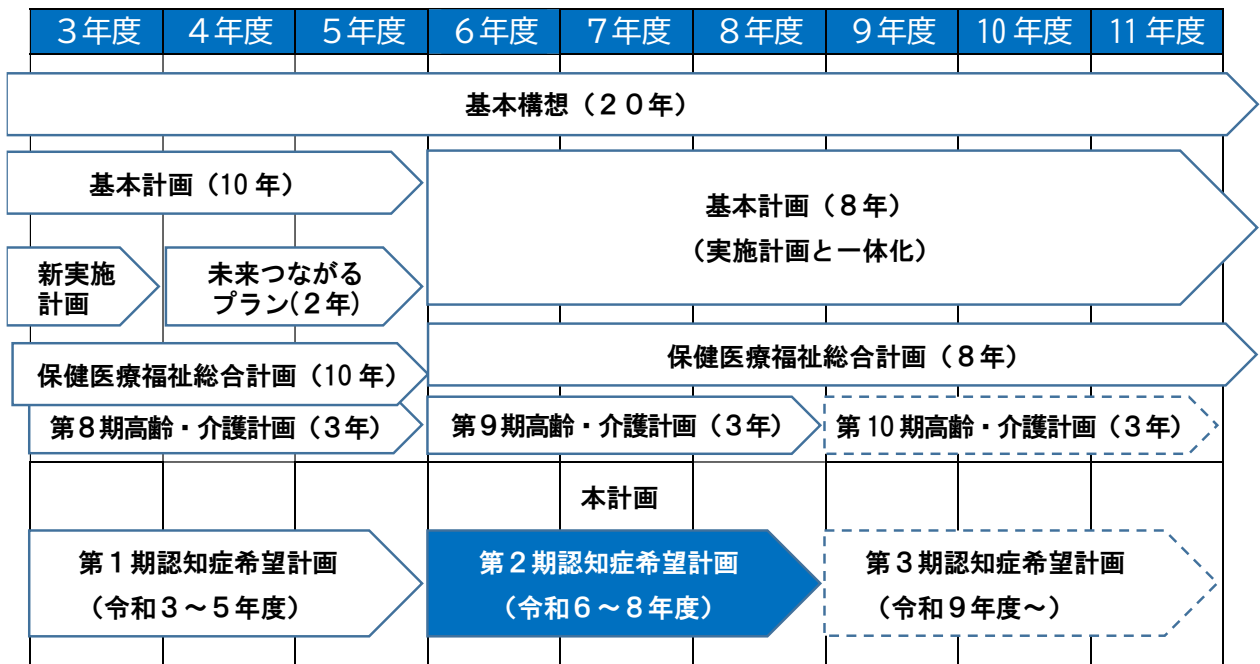 ３年度 ４年度 ５年度 ６年度 ７年度 ８年度 ９年度 10年度 11年度
基本構想（２０年）
基本計画（10年）
基本計画（８年）
（実施計画と一体化）
新実施
計画
未来つながる
プラン(２年)
保健医療福祉総合計画（10年）
保健医療福祉総合計画（８年）
第８期高齢・介護計画（３年）
第９期高齢・介護計画（３年）
第10期高齢・介護計画（３年）
本計画
第１期認知症希望計画
（令和３～５年度）
第２期認知症希望計画
（令和６～８年度）
第３期認知症希望計画
（令和９年度～）